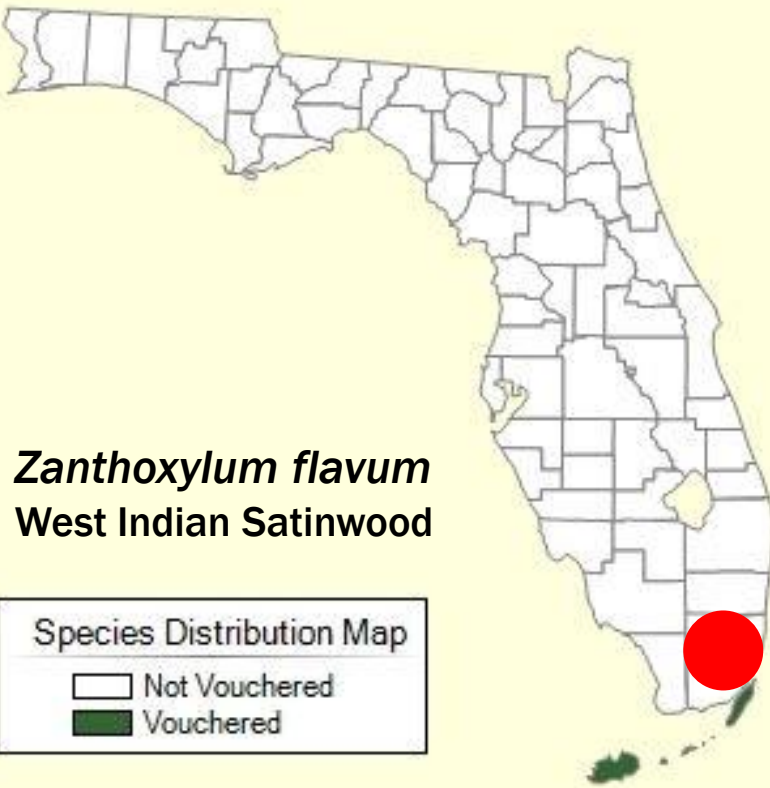 Zanthoxylum flavum
West Indian Satinwood
Species Distribution Map
Not Vouchered
Vouchered